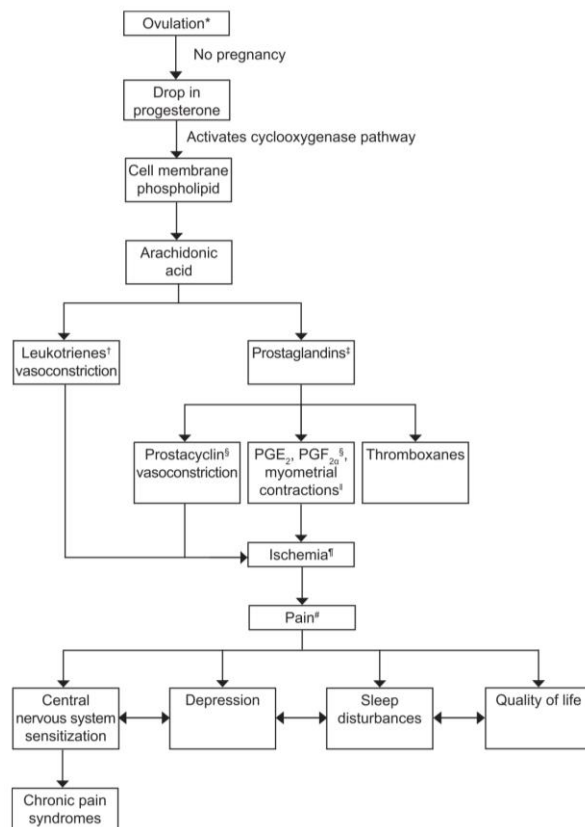 Ovulation*
No pregnancy
Drop in
progesterone
Activates cyclooxygenase pathway
Cell membrane
phospholipid
Arachidonic
acid
Leukotrienes†
vasoconstriction
Prostaglandins‡
Prostacyclin§
vasoconstriction
PGE₂, PGF₂α§,
myometrial
contractions‖
Thromboxanes
Ischemia¶
Pain#
Central
nervous system
sensitization
Depression
Sleep
disturbances
Quality of life
Chronic pain
syndromes